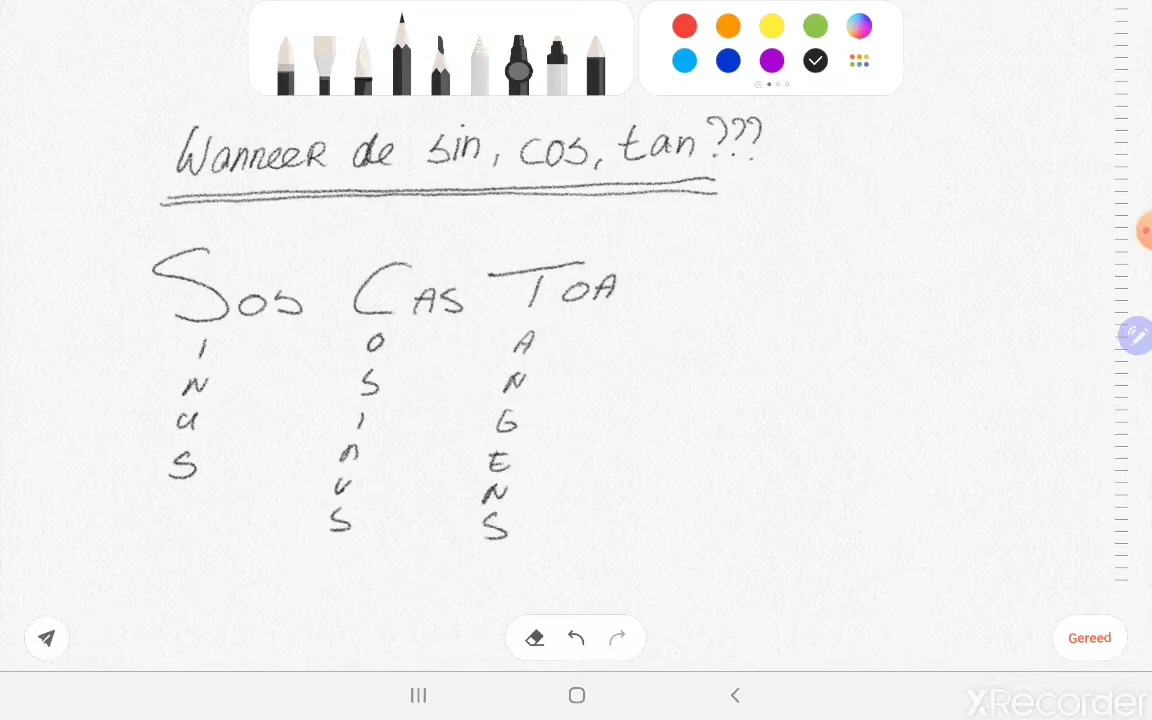 Wanneer de sin, cos, tan???
Sos Cas Toa
I O A
N S N
U I G
S N E
U N
S S
Gereed
XRecorder